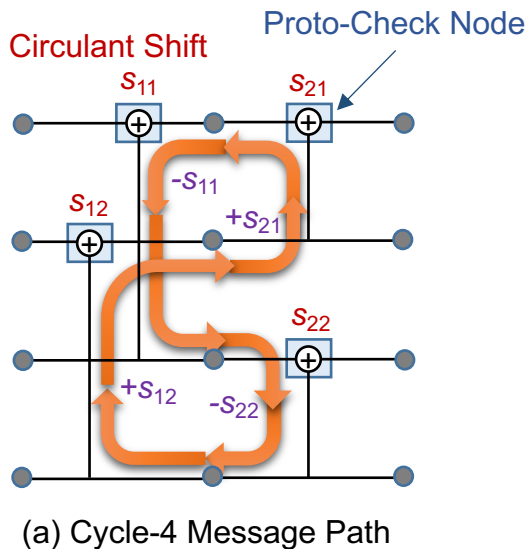 Proto-Check Node
Circulant Shift
s11
s21
-s11
s12
+s21
s22
+s12
-s22
(a) Cycle-4 Message Path